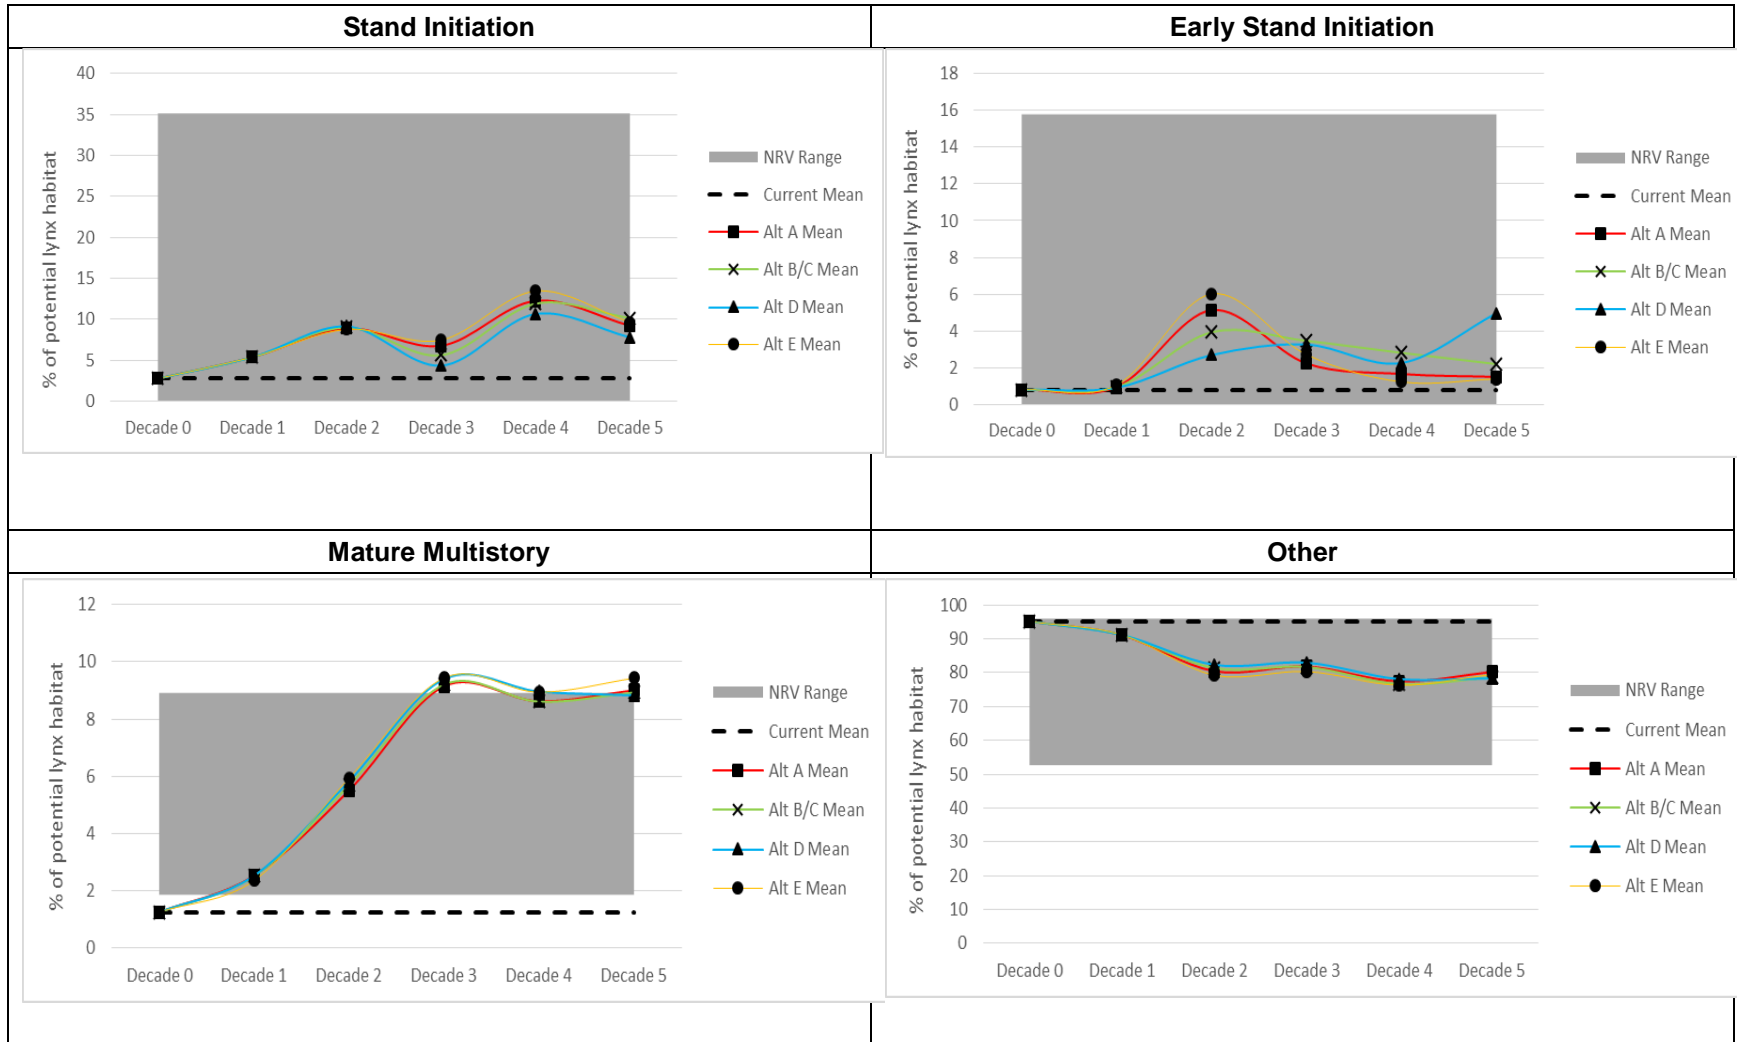 Stand Initiation
Early Stand Initiation
% of potential lynx habitat
40
35
30
25
20
15
10
5
0
Decade 0 Decade 1 Decade 2 Decade 3 Decade 4 Decade 5
NRV Range
Current Mean
Alt A Mean
Alt B/C Mean
Alt D Mean
Alt E Mean
% of potential lynx habitat
18
16
14
12
10
8
6
4
2
0
Decade 0 Decade 1 Decade 2 Decade 3 Decade 4 Decade 5
NRV Range
Current Mean
Alt A Mean
Alt B/C Mean
Alt D Mean
Alt E Mean
Mature Multistory
Other
% of potential lynx habitat
12
10
8
6
4
2
0
Decade 0 Decade 1 Decade 2 Decade 3 Decade 4 Decade 5
NRV Range
Current Mean
Alt A Mean
Alt B/C Mean
Alt D Mean
Alt E Mean
% of potential lynx habitat
100
90
80
70
60
50
40
30
20
10
0
Decade 0 Decade 1 Decade 2 Decade 3 Decade 4 Decade 5
NRV Range
Current Mean
Alt A Mean
Alt B/C Mean
Alt D Mean
Alt E Mean